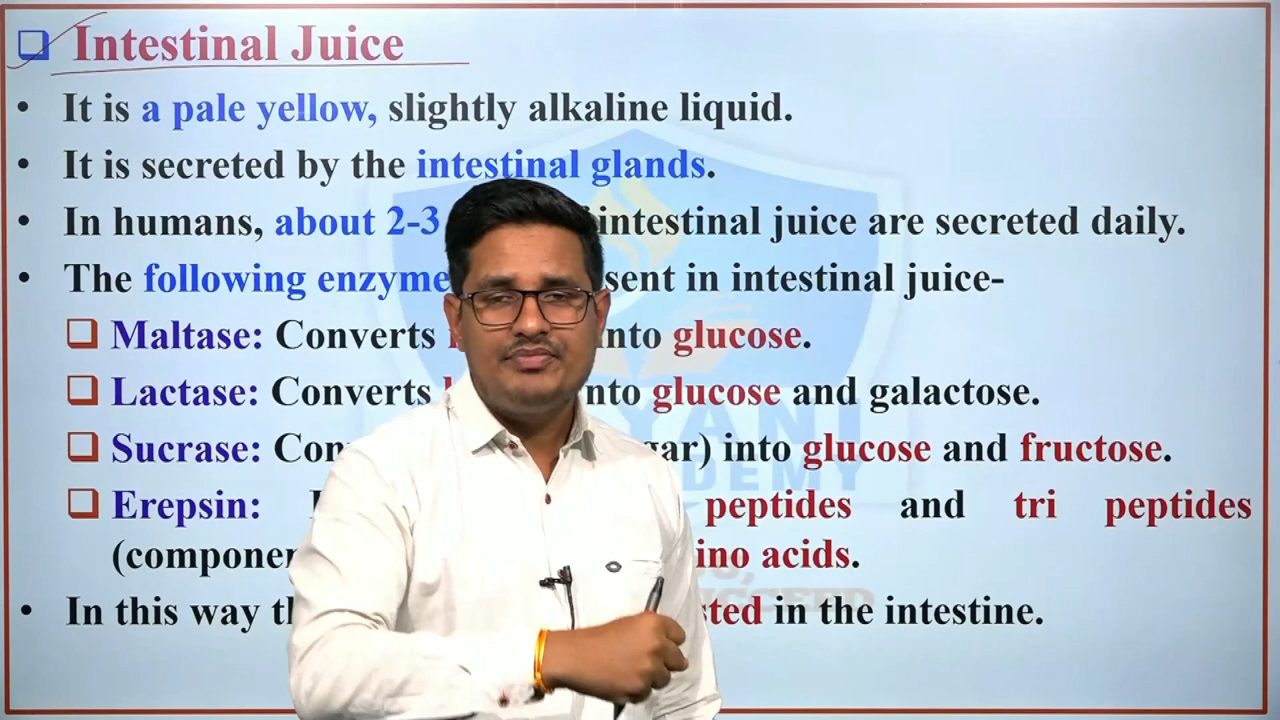 Intestinal Juice
• It is a pale yellow, slightly alkaline liquid.
• It is secreted by the intestinal glands.
• In humans, about 2-3 intestinal juice are secreted daily.
• The following enzyme sent in intestinal juice-
Maltase: Converts into glucose.
Lactase: Converts into glucose and galactose.
Sucrase: Con gar) into glucose and fructose.
Erepsin: peptides and tri peptides
(componen ino acids.
• In this way th sted in the intestine.